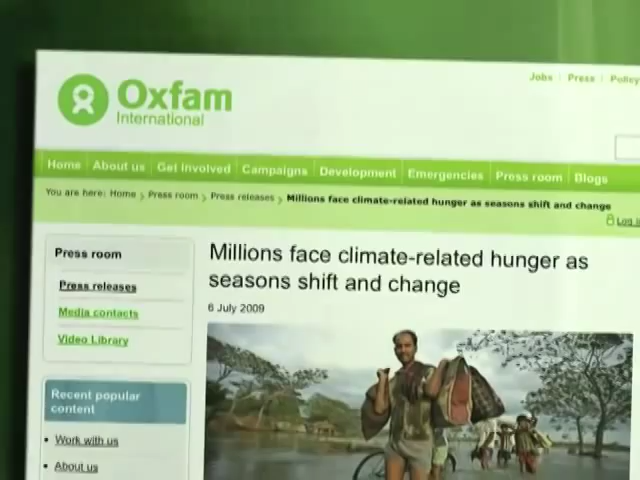 Jobs | Press | Policy
Oxfam
International
Home About us Get involved Campaigns Development Emergencies Press room Blogs
You are here: Home > Press room > Press releases > Millions face climate-related hunger as seasons shift and change
Log
Press room
Millions face climate-related hunger as
seasons shift and change
Press releases
6 July 2009
Media contacts
Video Library
Recent popular
content
• Work with us
• About us